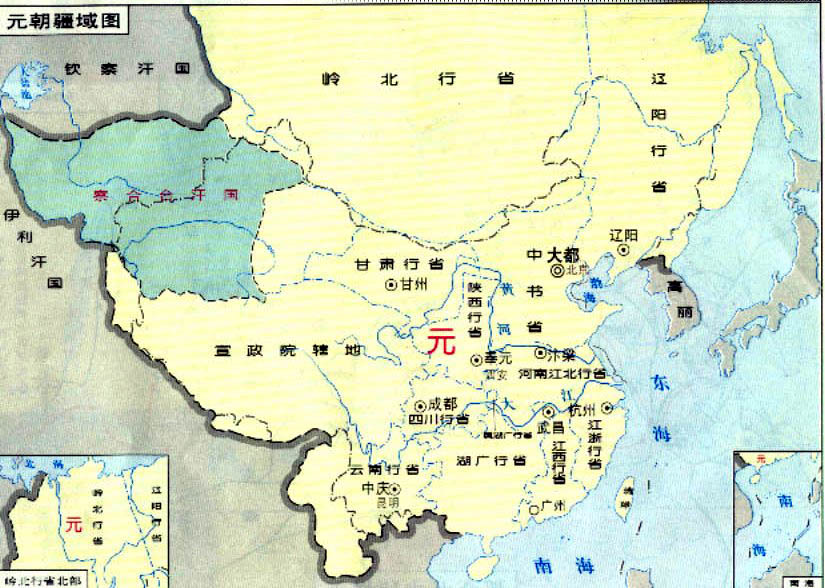 元朝疆域图
钦察汗国
岭北行省
辽阳行省
察合台汗国
伊利汗国
辽阳
中书省
大都
北京
甘肃行省
甘州
陕西行省
黄河
渤海
高丽
宣政院辖地
元
奉元
西安
汴梁
河南江北行省
东海
成都
四川行省
大江
杭州
武昌
江浙行省
江西行省
湖广行省
云南行省
中庆
昆明
广州
南海
元
岭北行省
辽阳行省
岭北行省北部
元
南海
南海